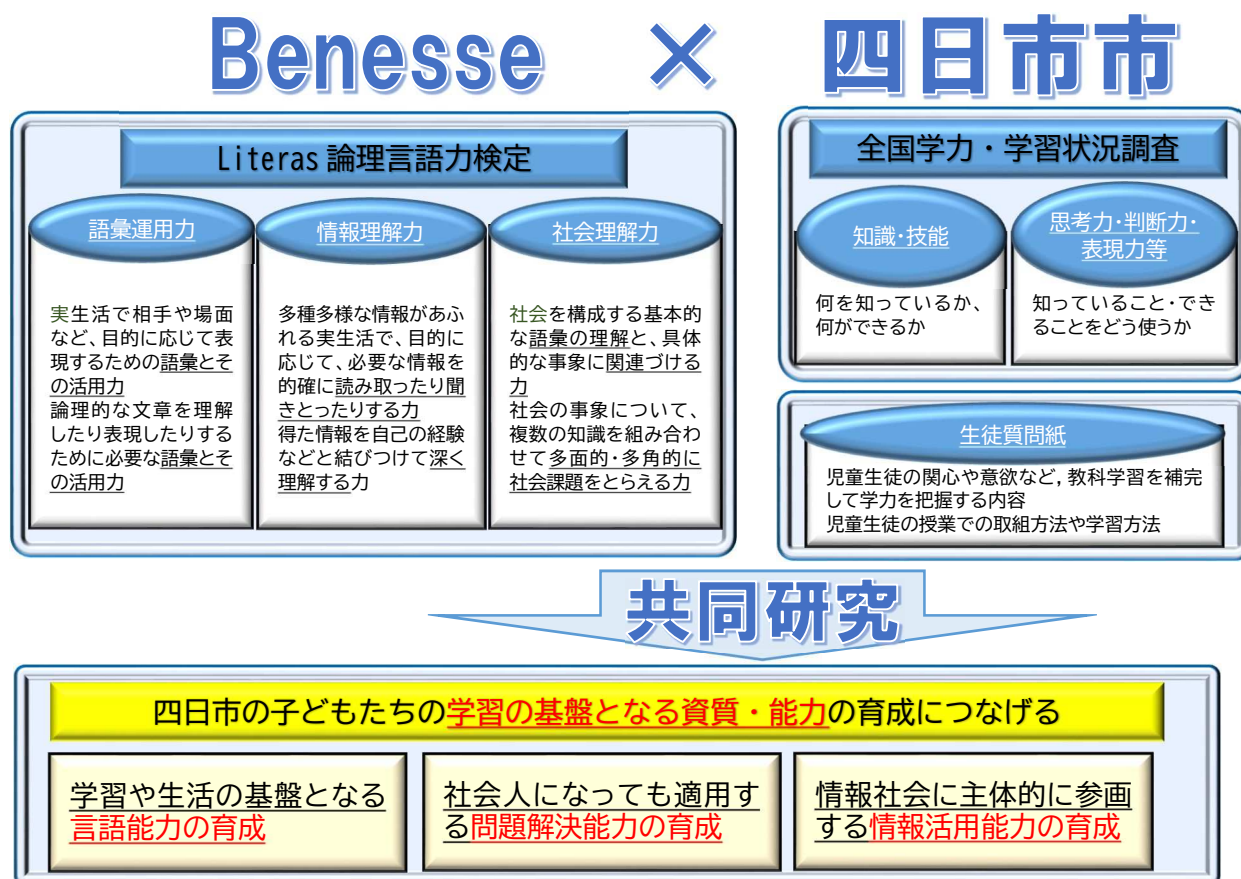 Benesse × 四日市市
Literas 論理言語力検定
語彙運用力
実生活で相手や場面
など、目的に応じて表
現するための語彙とそ
の活用力
論理的な文章を理解
したり表現したりする
ために必要な語彙とそ
の活用力
情報理解力
多種多様な情報があふ
れる実生活で、目的に
応じて、必要な情報を
的確に読み取ったり聞
きとったりする力
得た情報を自己の経験
などと結びつけて深く
理解する力
社会理解力
社会を構成する基本的
な語彙の理解と、具体
的な事象に関連づける
力
社会の事象について、
複数の知識を組み合わ
せて多面的・多角的に
社会課題をとらえる力
全国学力・学習状況調査
知識・技能
何を知っているか、
何ができるか
思考力・判断力・
表現力等
知っていること・でき
ることをどう使うか
生徒質問紙
児童生徒の関心や意欲など，教科学習を補完
して学力を把握する内容
児童生徒の授業での取組方法や学習方法
共同研究
四日市の子どもたちの学習の基盤となる資質・能力の育成につなげる
学習や生活の基盤となる
言語能力の育成
社会人になっても適用す
る問題解決能力の育成
情報社会に主体的に参画
する情報活用能力の育成